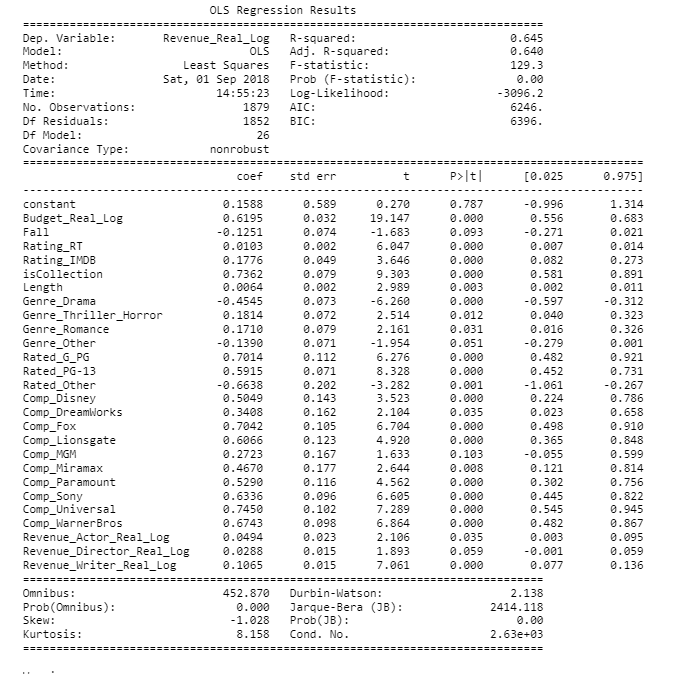 OLS Regression Results
==============================================================================
Dep. Variable: Revenue_Real_Log R-squared: 0.645
Model: OLS Adj. R-squared: 0.640
Method: Least Squares F-statistic: 129.3
Date: Sat, 01 Sep 2018 Prob (F-statistic): 0.00
Time: 14:55:23 Log-Likelihood: -3096.2
No. Observations: 1879 AIC: 6246.
Df Residuals: 1852 BIC: 6396.
Df Model: 26
Covariance Type: nonrobust
==============================================================================
coef std err t P>|t| [0.025 0.975]
------------------------------------------------------------------------------
constant 0.1588 0.589 0.270 0.787 -0.996 1.314
Budget_Real_Log 0.6195 0.032 19.147 0.000 0.556 0.683
Fall -0.1251 0.074 -1.683 0.093 -0.271 0.021
Rating_RT 0.0103 0.002 6.047 0.000 0.007 0.014
Rating_IMDB 0.1776 0.049 3.646 0.000 0.082 0.273
isCollection 0.7362 0.079 9.303 0.000 0.581 0.891
Length 0.0064 0.002 2.989 0.003 0.002 0.011
Genre_Drama -0.4545 0.073 -6.260 0.000 -0.597 -0.312
Genre_Thriller_Horror 0.1814 0.072 2.514 0.012 0.040 0.323
Genre_Romance 0.1710 0.079 2.161 0.031 0.016 0.326
Genre_Other -0.1390 0.071 -1.954 0.051 -0.279 0.001
Rated_G_PG 0.7014 0.112 6.276 0.000 0.482 0.921
Rated_PG-13 0.5915 0.071 8.328 0.000 0.452 0.731
Rated_Other -0.6638 0.202 -3.282 0.001 -1.061 -0.267
Comp_Disney 0.5049 0.143 3.523 0.000 0.224 0.786
Comp_DreamWorks 0.3408 0.162 2.104 0.035 0.023 0.658
Comp_Fox 0.7042 0.105 6.704 0.000 0.498 0.910
Comp_Lionsgate 0.6066 0.123 4.920 0.000 0.365 0.848
Comp_MGM 0.2723 0.167 1.633 0.103 -0.055 0.599
Comp_Miramax 0.4670 0.177 2.644 0.008 0.121 0.814
Comp_Paramount 0.5290 0.116 4.562 0.000 0.302 0.756
Comp_Sony 0.6336 0.096 6.605 0.000 0.445 0.822
Comp_Universal 0.7450 0.102 7.289 0.000 0.545 0.945
Comp_WarnerBros 0.6743 0.098 6.864 0.000 0.482 0.867
Revenue_Actor_Real_Log 0.0494 0.023 2.106 0.035 0.003 0.095
Revenue_Director_Real_Log 0.0288 0.015 1.893 0.059 -0.001 0.059
Revenue_Writer_Real_Log 0.1065 0.015 7.061 0.000 0.077 0.136
==============================================================================
Omnibus: 452.870 Durbin-Watson: 2.138
Prob(Omnibus): 0.000 Jarque-Bera (JB): 2414.118
Skew: -1.028 Prob(JB): 0.00
Kurtosis: 8.158 Cond. No. 2.63e+03
==============================================================================